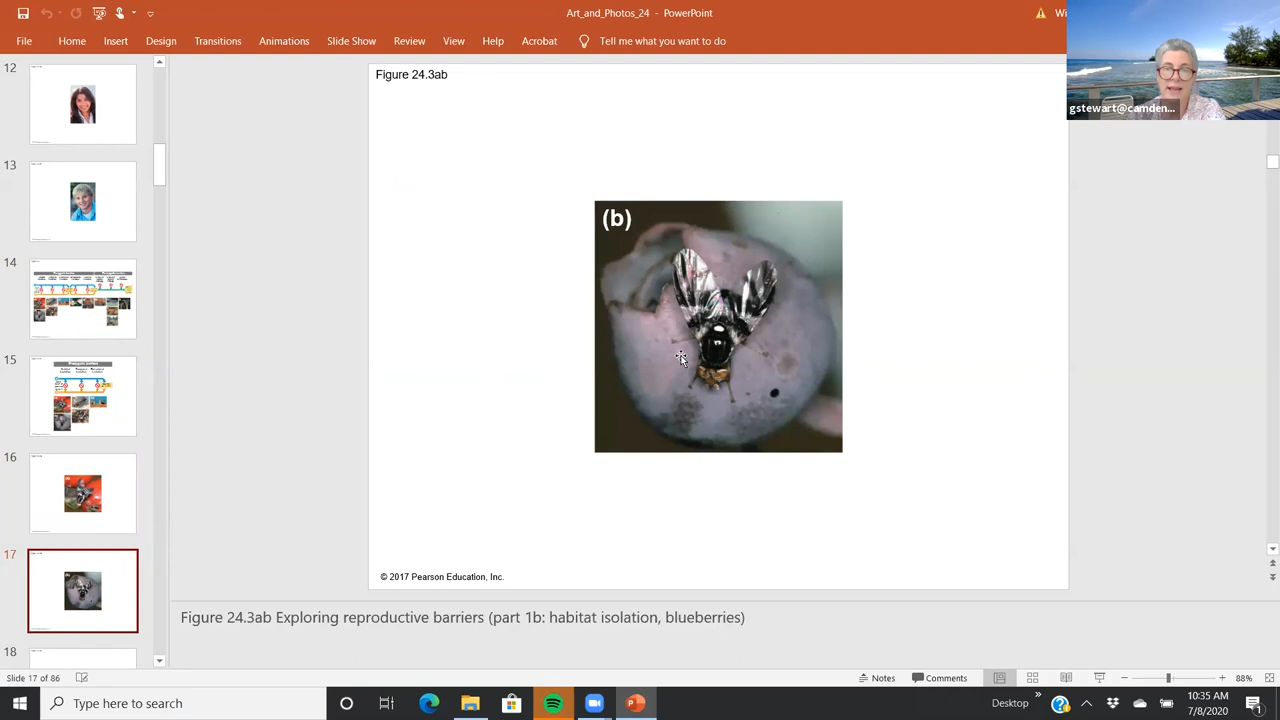 Art_and_Photos_24 - PowerPoint
Wi
File Home Insert Design Transitions Animations Slide Show Review View Help Acrobat Tell me what you want to do
gstewart@camden...
12
13
14
15
16
17
18
Figure 24.3ab
(b)
© 2017 Pearson Education, Inc.
Figure 24.3ab Exploring reproductive barriers (part 1b: habitat isolation, blueberries)
Slide 17 of 86
Notes
Comments
88%
Type here to search
Desktop
10:35 AM
7/8/2020
1